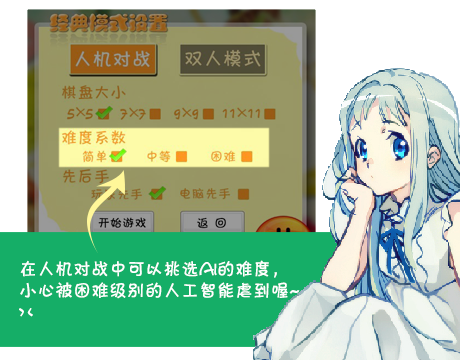 经典模式设置
人机对战 双人模式
棋盘大小
5×5 7×7 9×9 11×11
难度系数
简单 中等 困难
先后手
玩家先手 电脑先手
开始游戏 返回
在人机对战中可以挑选AI的难度，
小心被困难级别的人工智能虐到喔~
><